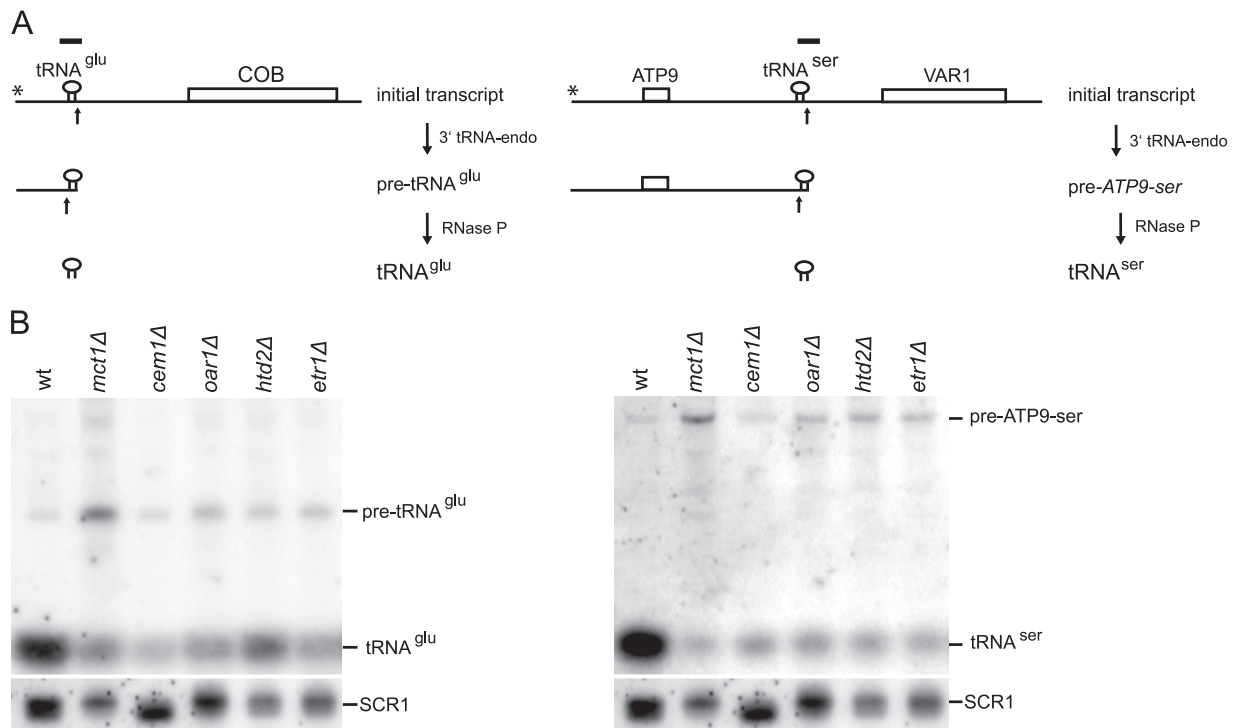 A
tRNA glu
COB
* initial transcript
3' tRNA-endo
pre-tRNA glu
RNase P
tRNA glu
ATP9
tRNA ser
VAR1
* initial transcript
3' tRNA-endo
pre-ATP9-ser
RNase P
tRNA ser
B
wt
mct1Δ
cem1Δ
oar1Δ
htd2Δ
etr1Δ
pre-tRNA glu
tRNA glu
SCR1
wt
mct1Δ
cem1Δ
oar1Δ
htd2Δ
etr1Δ
pre-ATP9-ser
tRNA ser
SCR1